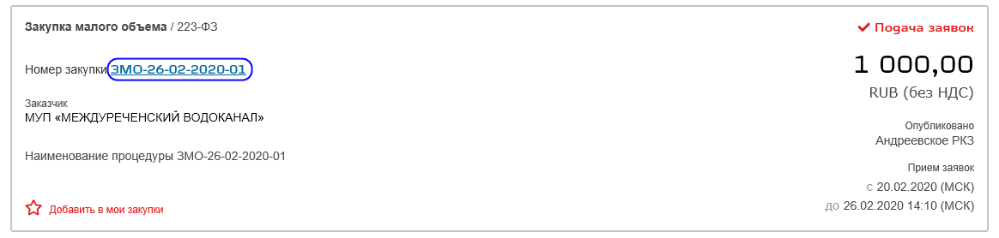 Закупка малого объема / 223-ФЗ
Подача заявок
Номер закупки ЗМО-26-02-2020-01
1 000,00
RUB (без НДС)
Заказчик
МУП «МЕЖДУРЕЧЕНСКИЙ ВОДОКАНАЛ»
Опубликовано
Андреевское РКЗ
Наименование процедуры ЗМО-26-02-2020-01
Прием заявок
с 20.02.2020 (МСК)
до 26.02.2020 14:10 (МСК)
Добавить в мои закупки